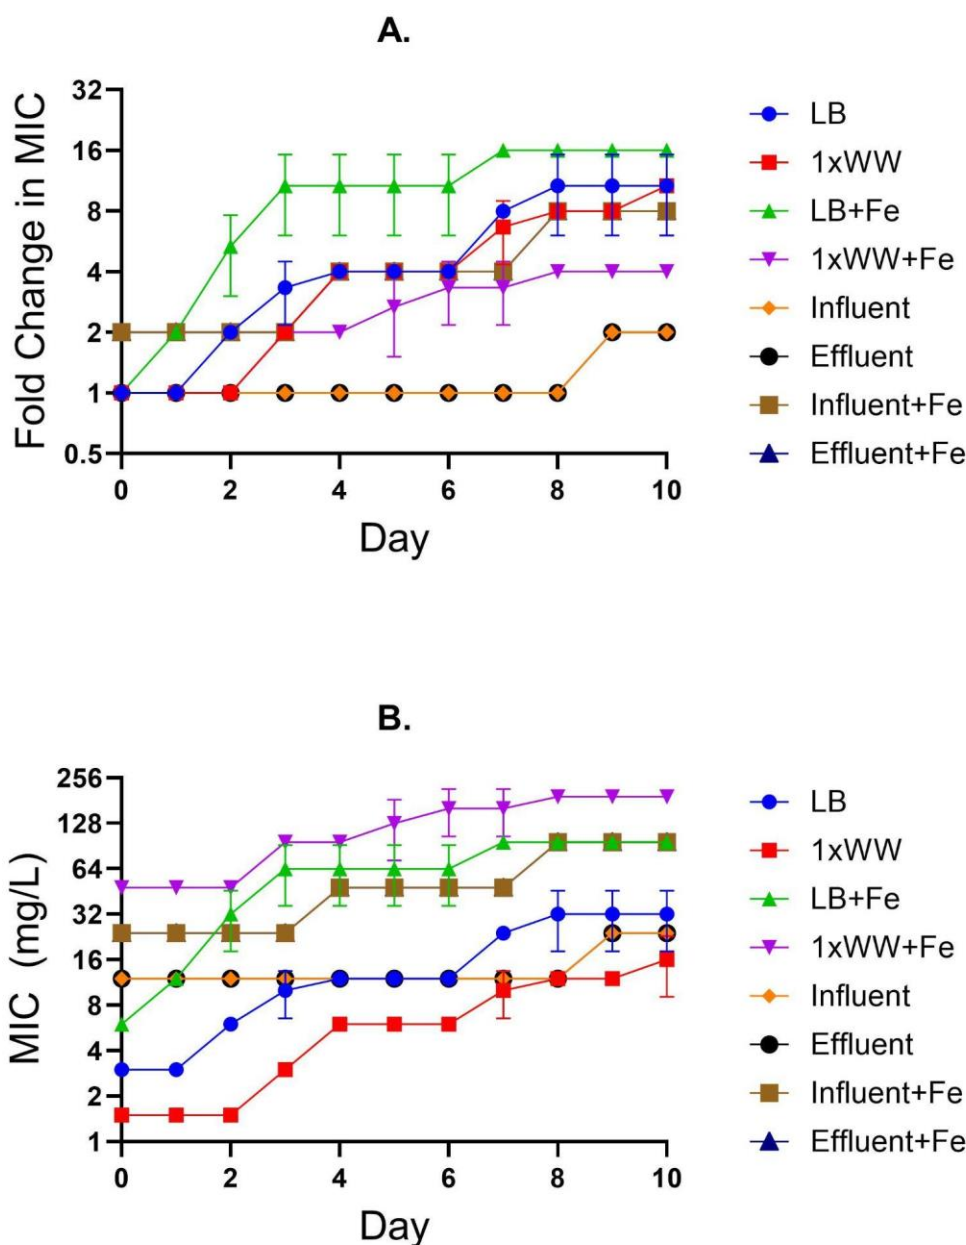 A.
Fold Change in MIC
32
16
8
4
2
1
0.5
0 2 4 6 8 10
Day
LB
1xWW
LB+Fe
1xWW+Fe
Influent
Effluent
Influent+Fe
Effluent+Fe
B.
MIC (mg/L)
256
128
64
32
16
8
4
2
1
0 2 4 6 8 10
Day
LB
1xWW
LB+Fe
1xWW+Fe
Influent
Effluent
Influent+Fe
Effluent+Fe